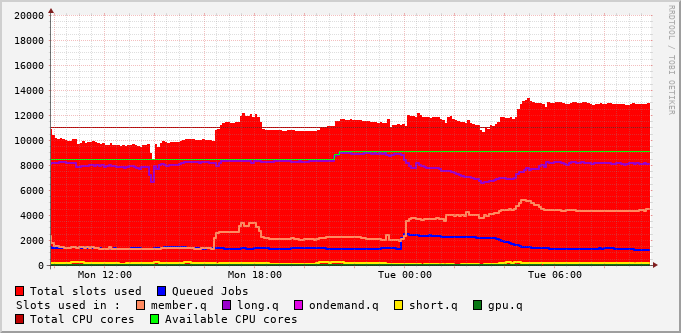 RRDTOOL / TOBI OETIKER
20000
18000
16000
14000
12000
10000
8000
6000
4000
2000
0
Mon 12:00 Mon 18:00 Tue 00:00 Tue 06:00
Total slots used Queued Jobs
Slots used in : member.q long.q ondemand.q short.q gpu.q
Total CPU cores Available CPU cores